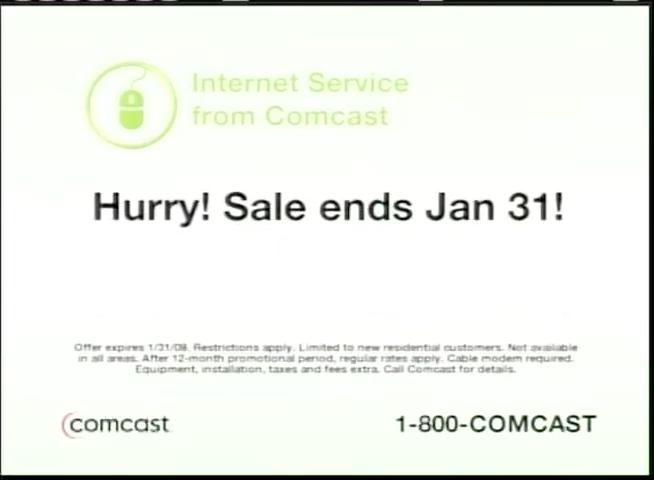 Internet Service
from Comcast
Hurry! Sale ends Jan 31!
Offer expires 1/31/08. Restrictions apply. Limited to new residential customers. Not available
in all areas. After 12-month promotional period, regular rates apply. Cable modem required.
Equipment, installation, taxes and fees extra. Call Comcast for details.
comcast
1-800-COMCAST